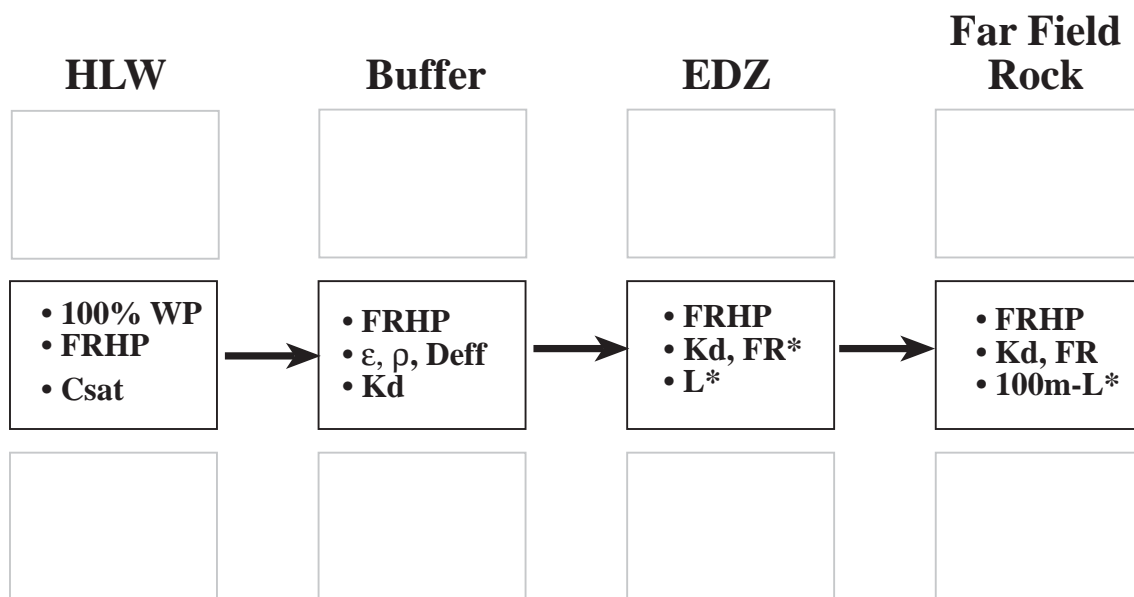 HLW
Buffer
EDZ
Far Field
Rock
• 100% WP
• FRHP
• Csat
• FRHP
• ε, ρ, Deff
• Kd
• FRHP
• Kd, FR*
• L*
• FRHP
• Kd, FR
• 100m-L*